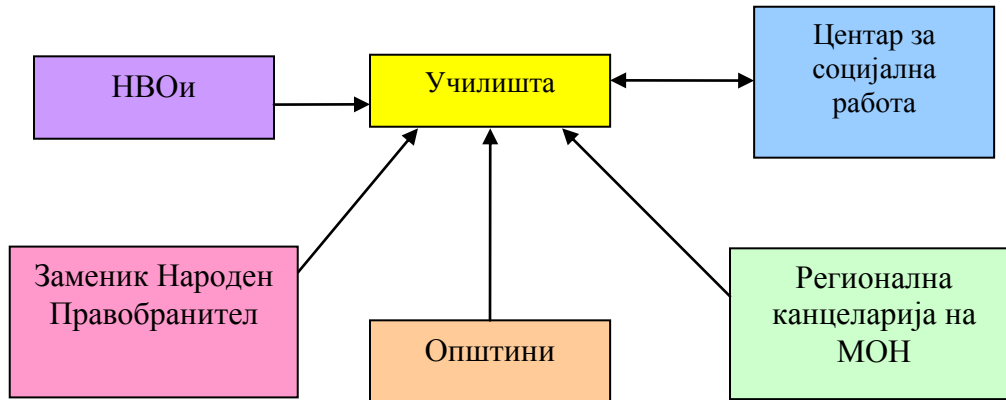 НВОи
Училишта
Центар за
социјална
работа
Заменик Народен
Правобранител
Општини
Регионална
канцеларија на
МОН